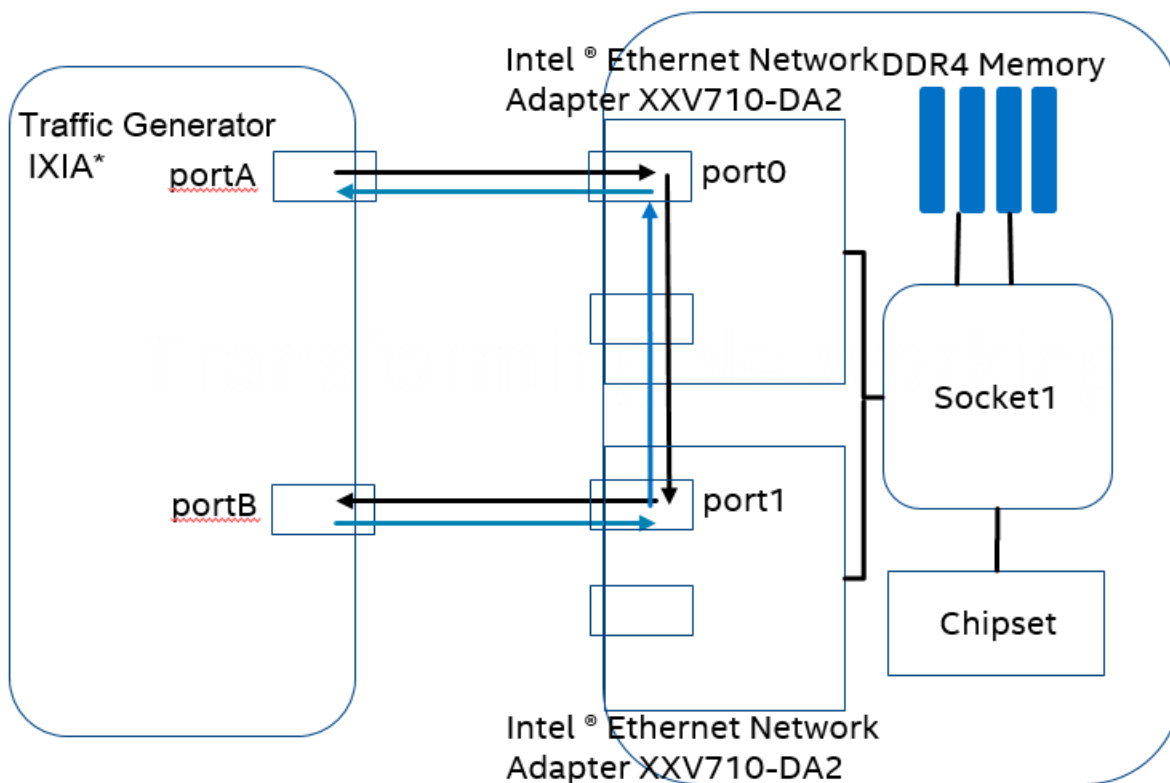 Intel ® Ethernet Network
Adapter XXV710-DA2
DDR4 Memory
Traffic Generator
IXIA*
portA
port0
Socket1
portB
port1
Chipset
Intel ® Ethernet Network
Adapter XXV710-DA2